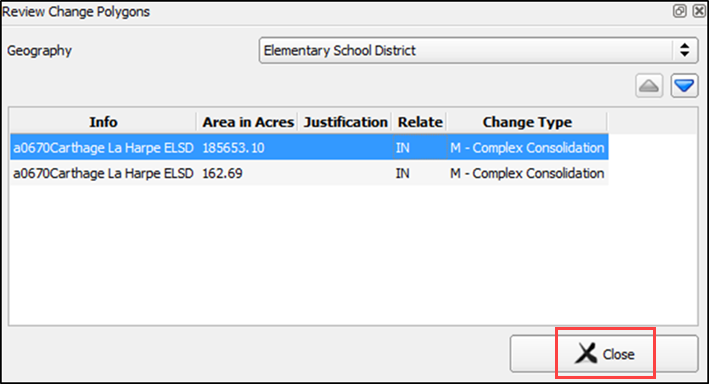 Review Change Polygons
Geography Elementary School District
Info Area in Acres Justification Relate Change Type
a0670Carthage La Harpe ELSD 185653.10 IN M - Complex Consolidation
a0670Carthage La Harpe ELSD 162.69 IN M - Complex Consolidation
Close